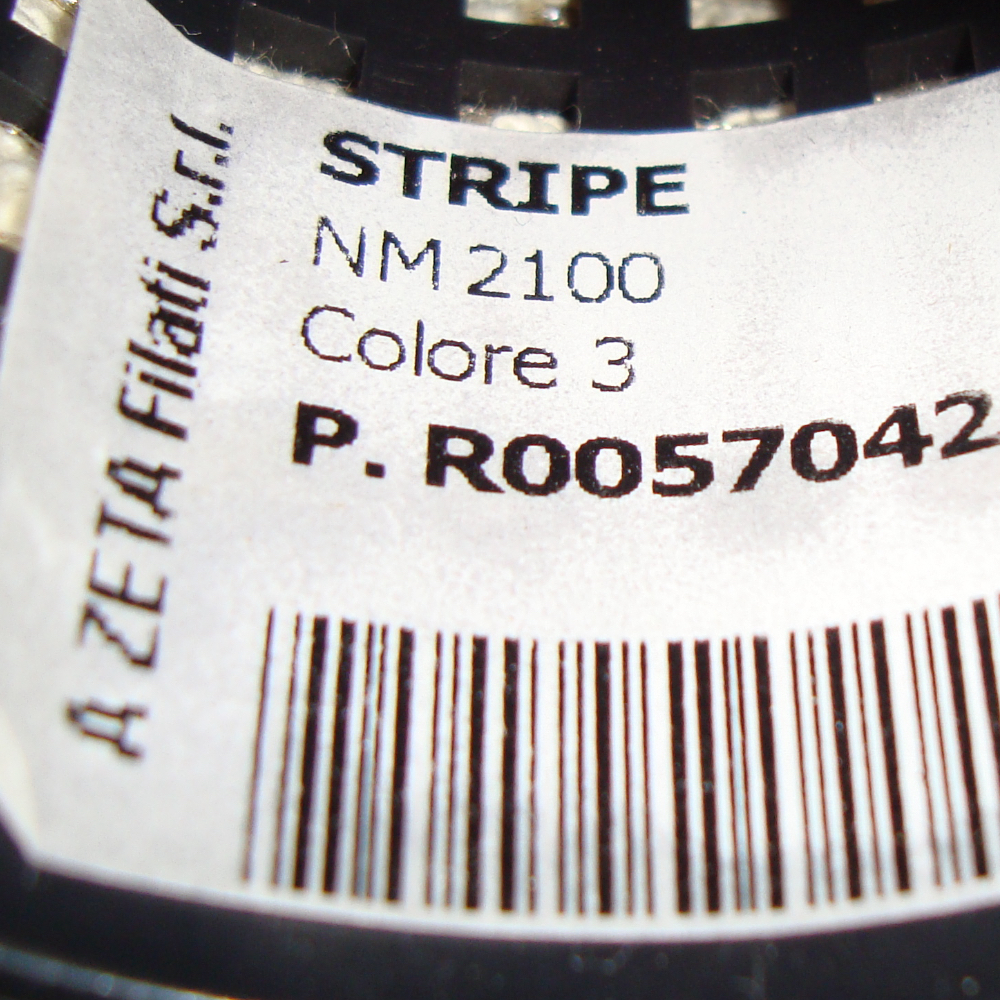 STRIPE
NM 2100
Colore 3
P. R0057042
A ZETA Filati S.r.l.